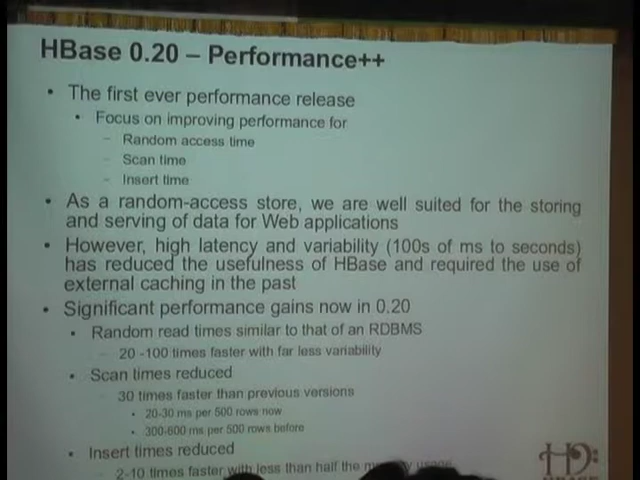 HBase 0.20 – Performance++
• The first ever performance release
• Focus on improving performance for
– Random access time
– Scan time
– Insert time
• As a random-access store, we are well suited for the storing
and serving of data for Web applications
• However, high latency and variability (100s of ms to seconds)
has reduced the usefulness of HBase and required the use of
external caching in the past
• Significant performance gains now in 0.20
• Random read times similar to that of an RDBMS
– 20 -100 times faster with far less variability
• Scan times reduced
30 times faster than previous versions
• 20-30 ms per 500 rows now
• 300-600 ms per 500 rows before
• Insert times reduced
– 2-10 times faster with less than half the
HBASE